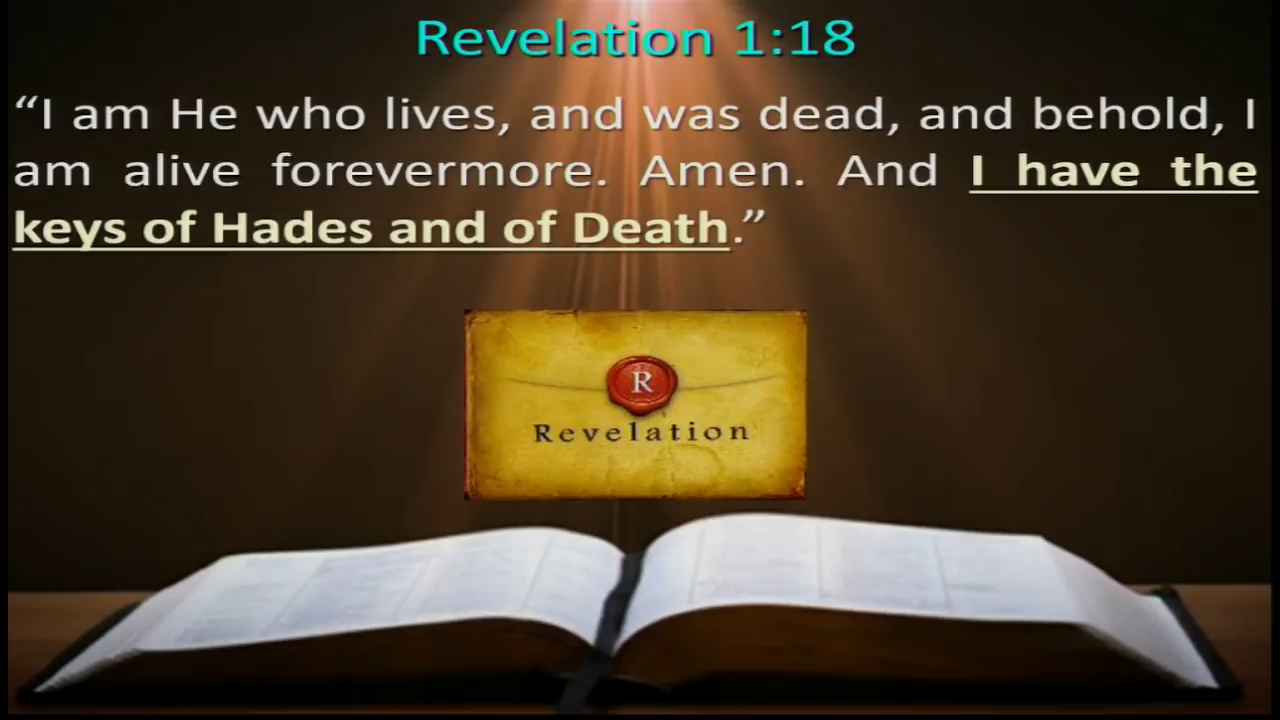 Revelation 1:18
“I am He who lives, and was dead, and behold, I
am alive forevermore. Amen. And I have the
keys of Hades and of Death.”
R
Revelation